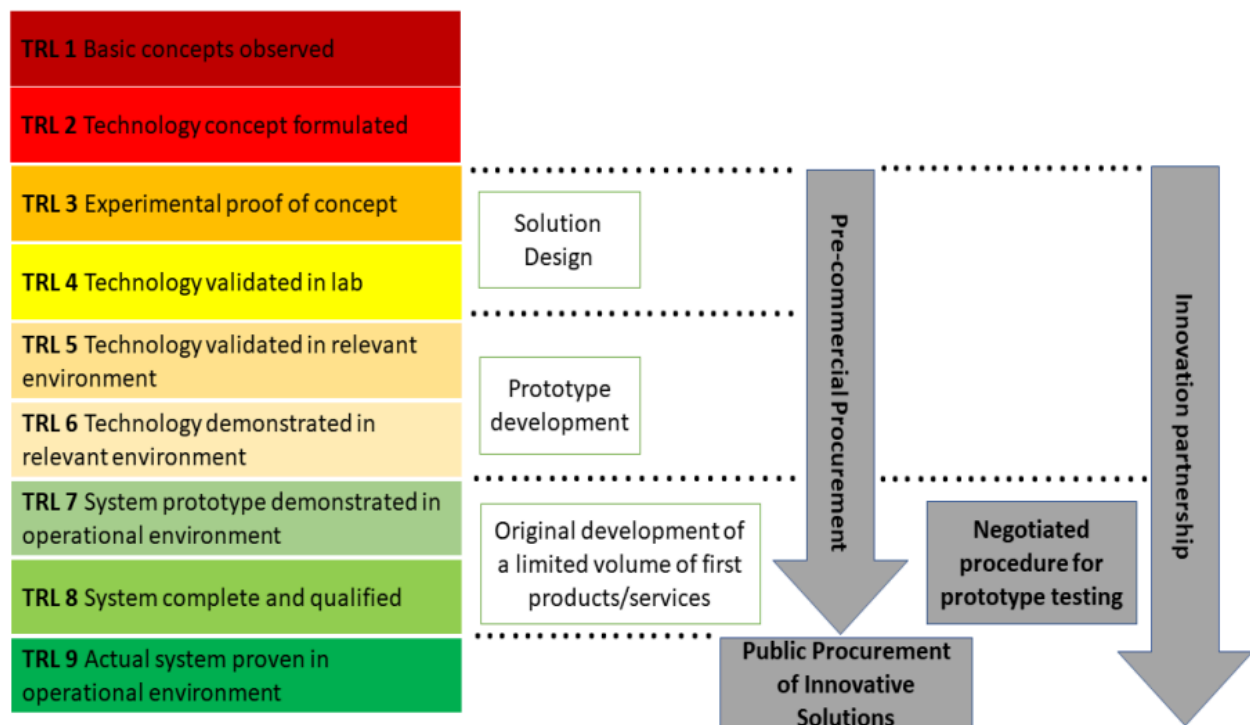 TRL 1 Basic concepts observed
TRL 2 Technology concept formulated
TRL 3 Experimental proof of concept
TRL 4 Technology validated in lab
TRL 5 Technology validated in relevant
environment
TRL 6 Technology demonstrated in
relevant environment
TRL 7 System prototype demonstrated in
operational environment
TRL 8 System complete and qualified
TRL 9 Actual system proven in
operational environment
Solution
Design
Prototype
development
Original development of
a limited volume of first
products/services
Pre-commercial Procurement
Public Procurement
of Innovative
Solutions
Negotiated
procedure for
prototype testing
Innovation partnership